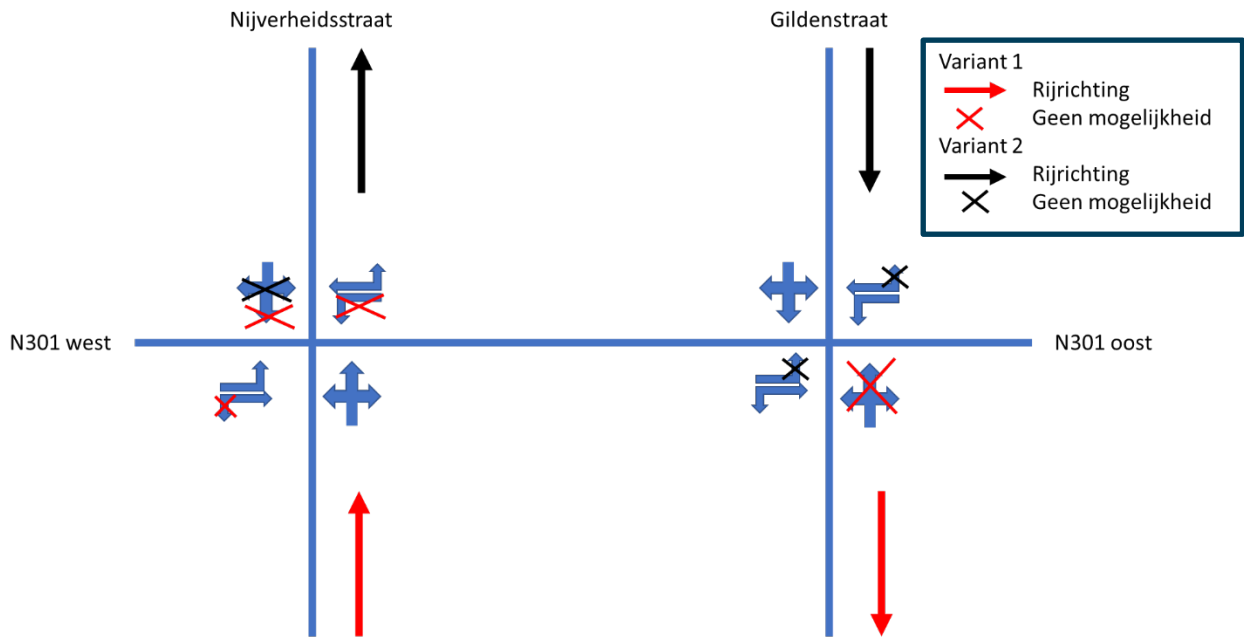 Nijverheidsstraat
Gildenstraat
Variant 1
Rijrichting
Geen mogelijkheid
Variant 2
Rijrichting
Geen mogelijkheid
N301 west
N301 oost